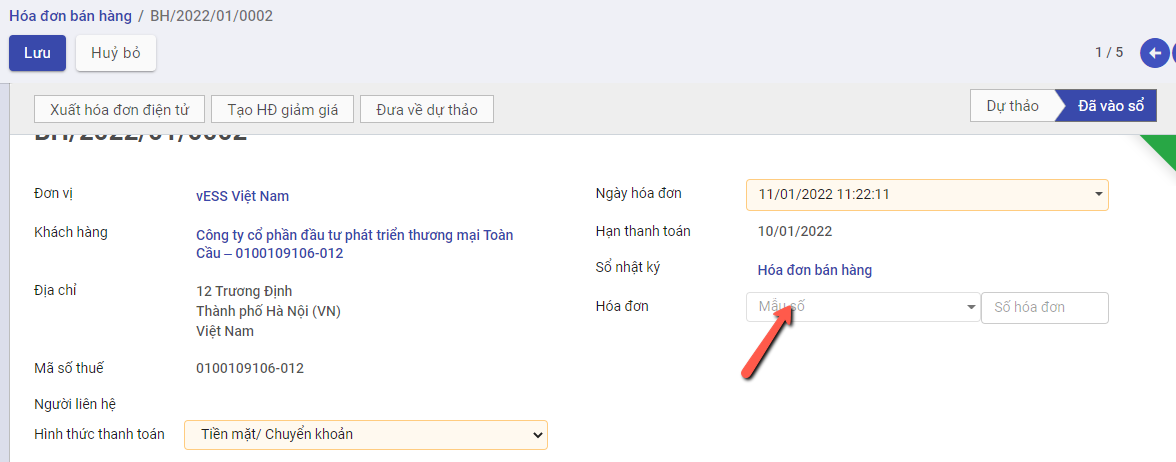 Hóa đơn bán hàng / BH/2022/01/0002
Lưu
Huỷ bỏ
1 / 5
Xuất hóa đơn điện tử
Tạo HĐ giảm giá
Đưa về dự thảo
Dự thảo
Đã vào sổ
BH/2022/01/0002
Đơn vị
vESS Việt Nam
Khách hàng
Công ty cổ phần đầu tư phát triển thương mại Toàn
Cầu – 0100109106-012
Địa chỉ
12 Trương Định
Thành phố Hà Nội (VN)
Việt Nam
Mã số thuế
0100109106-012
Người liên hệ
Hình thức thanh toán
Tiền mặt/ Chuyển khoản
Ngày hóa đơn
11/01/2022 11:22:11
Hạn thanh toán
10/01/2022
Sổ nhật ký
Hóa đơn bán hàng
Hóa đơn
Mẫu số
Số hóa đơn